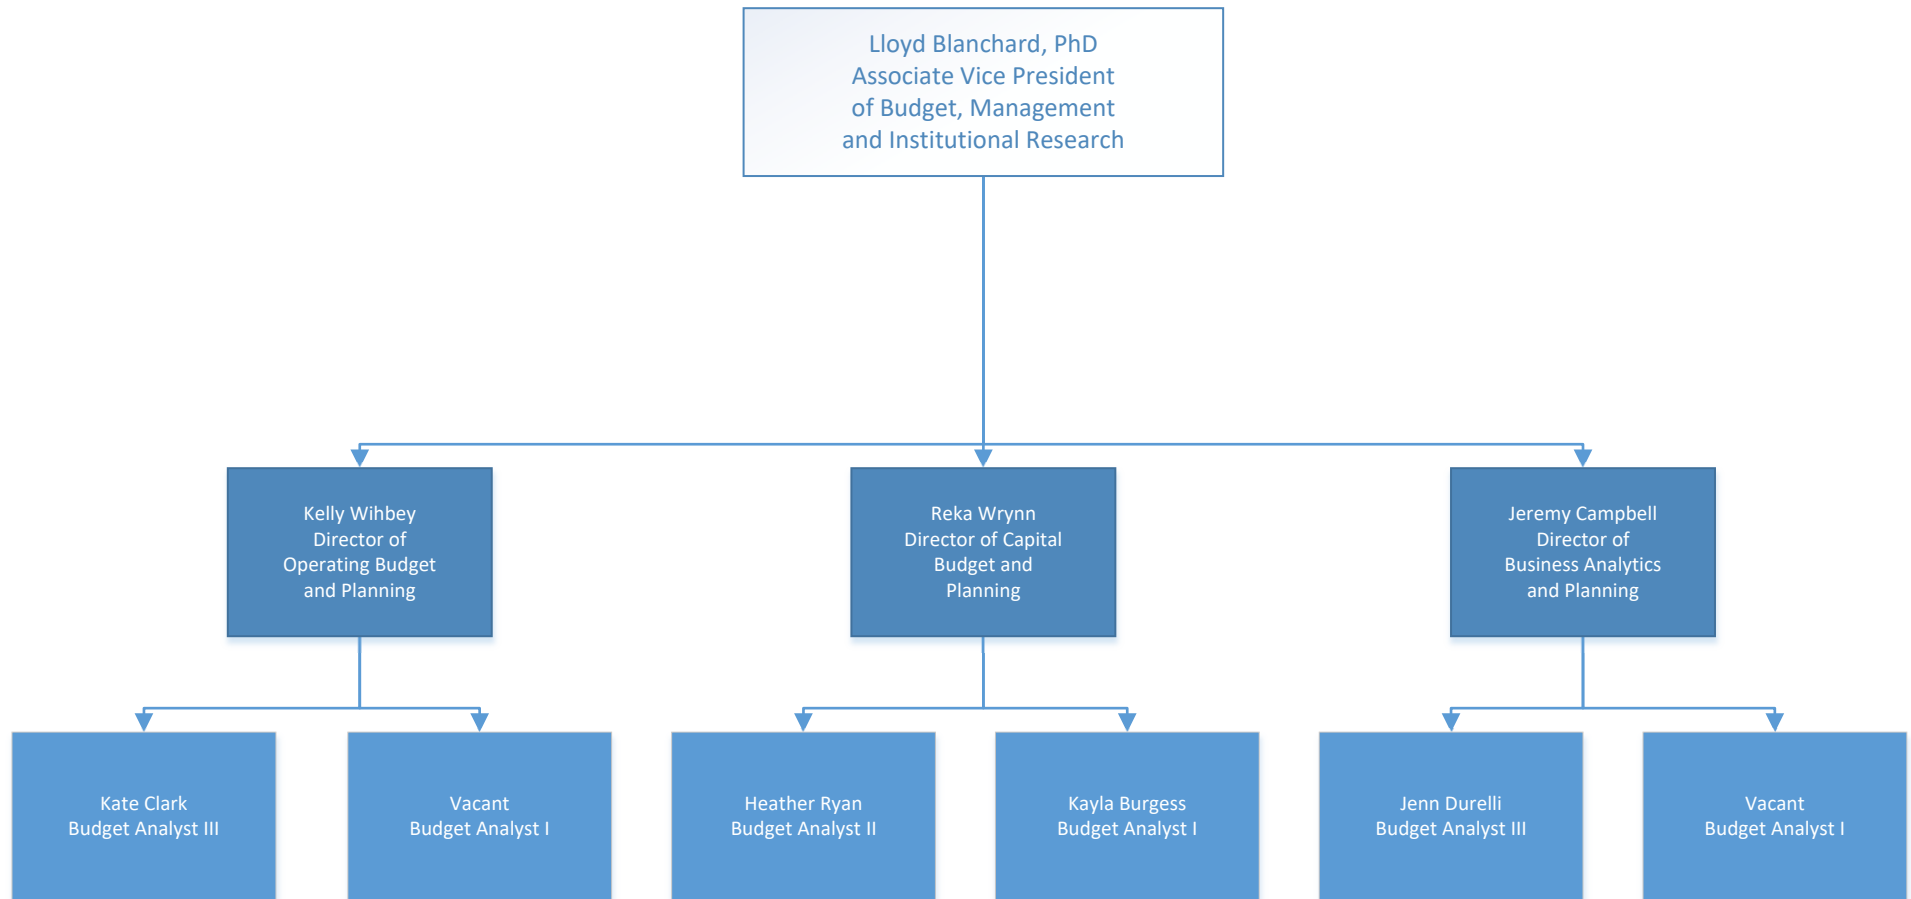 Lloyd Blanchard, PhD
Associate Vice President
of Budget, Management
and Institutional Research
Kelly Wihbey
Director of
Operating Budget
and Planning
Reka Wrynn
Director of Capital
Budget and
Planning
Jeremy Campbell
Director of
Business Analytics
and Planning
Kate Clark
Budget Analyst III
Vacant
Budget Analyst I
Heather Ryan
Budget Analyst II
Kayla Burgess
Budget Analyst I
Jenn Durelli
Budget Analyst III
Vacant
Budget Analyst I